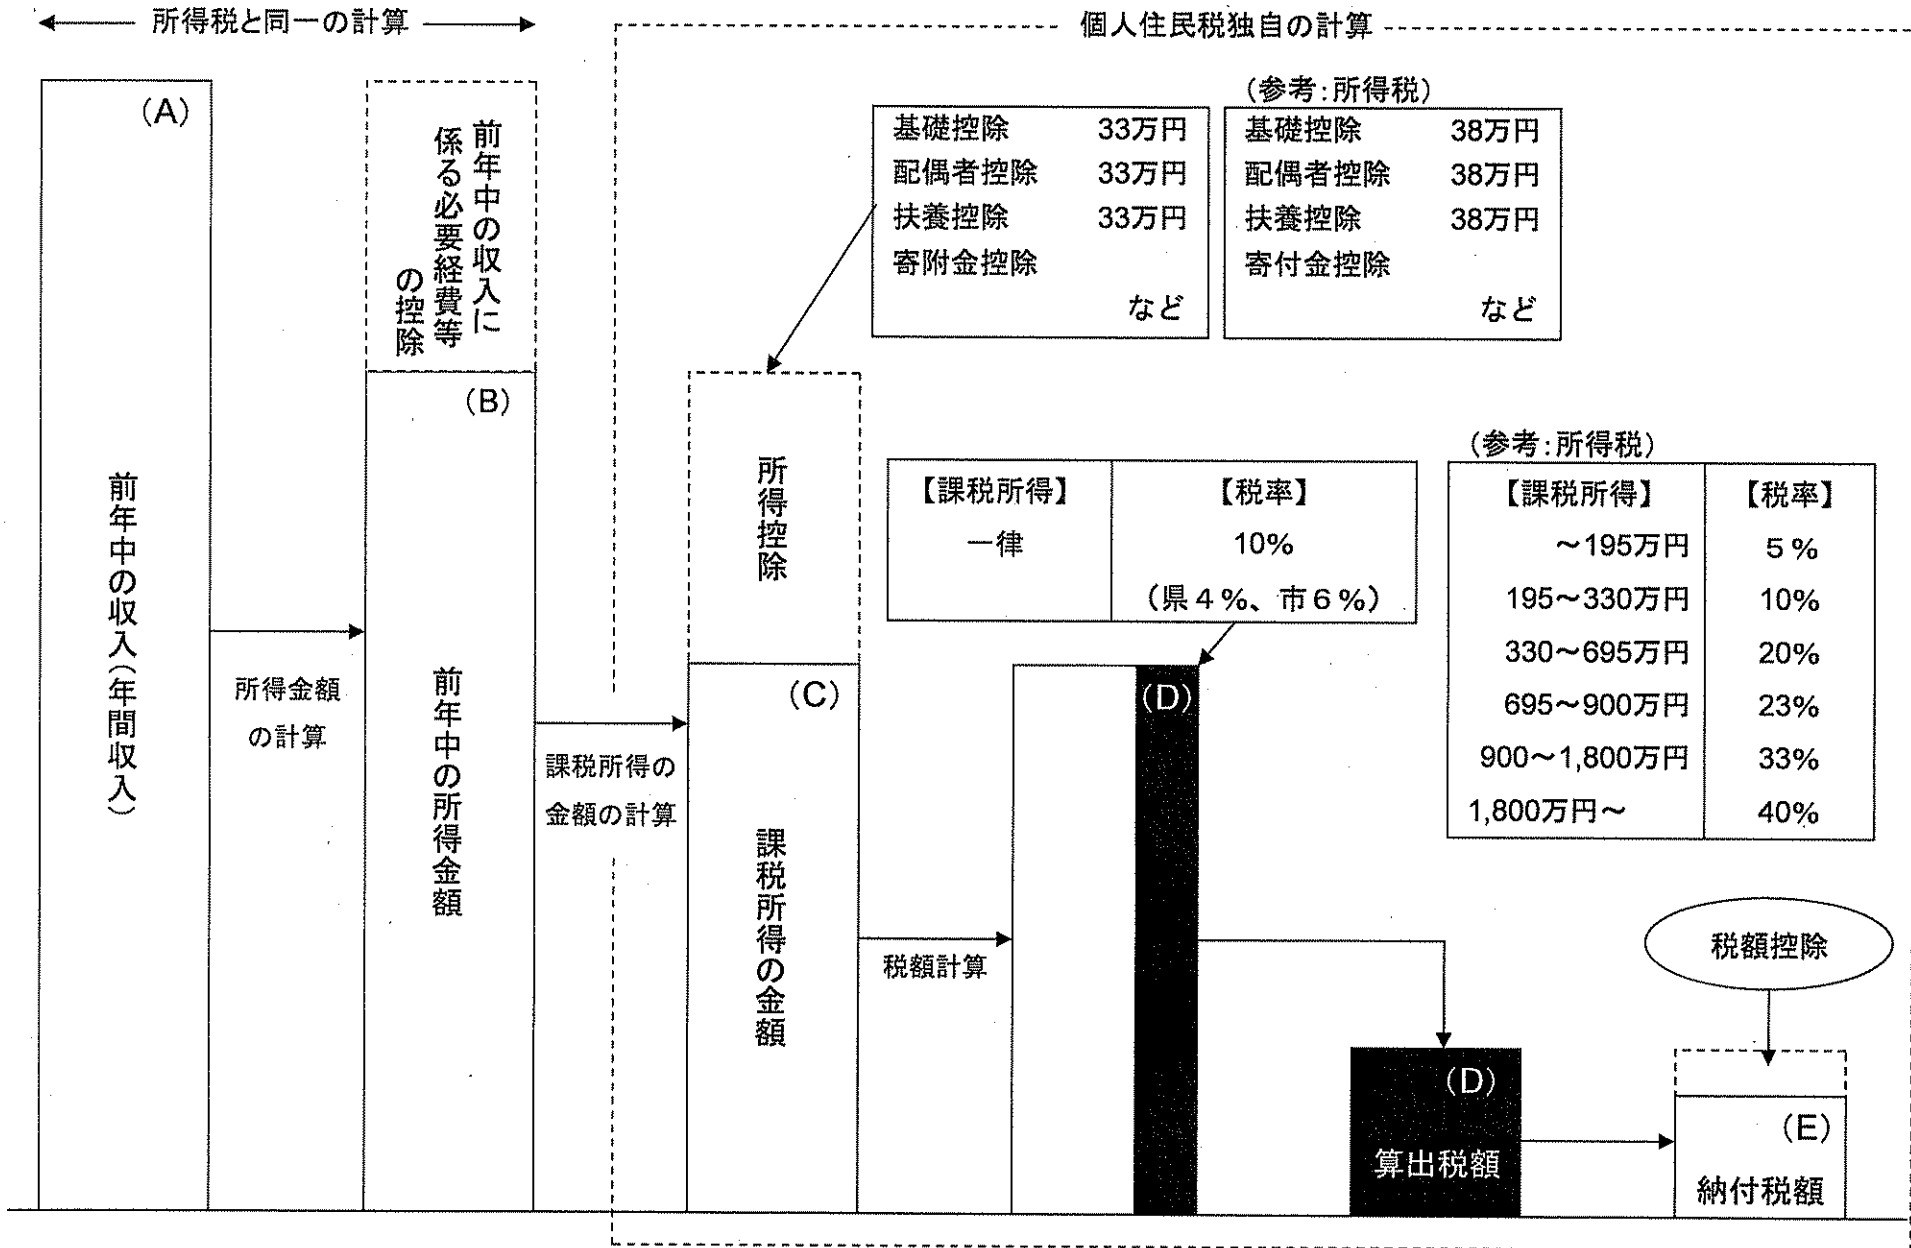 所得税と同一の計算
個人住民税独自の計算
(A)
前年中の収入(年間収入)
所得金額
の計算
前年中の収入に
係る必要経費等
の控除
(B)
前年中の所得金額
課税所得の
金額の計算
基礎控除 33万円
配偶者控除 33万円
扶養控除 33万円
寄附金控除
など
(参考:所得税)
基礎控除 38万円
配偶者控除 38万円
扶養控除 38万円
寄付金控除
など
所得控除
(C)
課税所得の金額
税額計算
【課税所得】 【税率】
一律 10%
(県4%、市6%)
(D)
(参考:所得税)
【課税所得】 【税率】
~195万円 5%
195~330万円 10%
330~695万円 20%
695~900万円 23%
900~1,800万円 33%
1,800万円~ 40%
(D)
算出税額
税額控除
(E)
納付税額